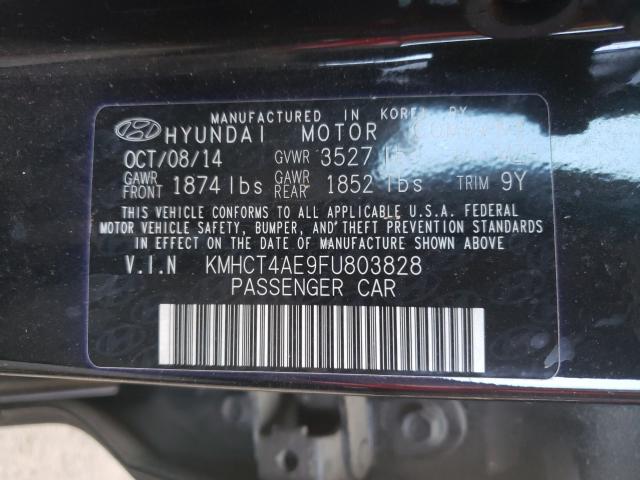 MANUFACTURED IN KOREA BY
HYUNDAI MOTOR COMPANY
OCT/08/14 GVWR 3527 lbs
GAWR FRONT 1874 lbs GAWR REAR 1852 lbs TRIM 9Y
THIS VEHICLE CONFORMS TO ALL APPLICABLE U.S.A. FEDERAL
MOTOR VEHICLE SAFETY, BUMPER, AND THEFT PREVENTION STANDARDS
IN EFFECT ON THE DATE OF MANUFACTURE SHOWN ABOVE
V.I.N KMHCT4AE9FU803828
PASSENGER CAR